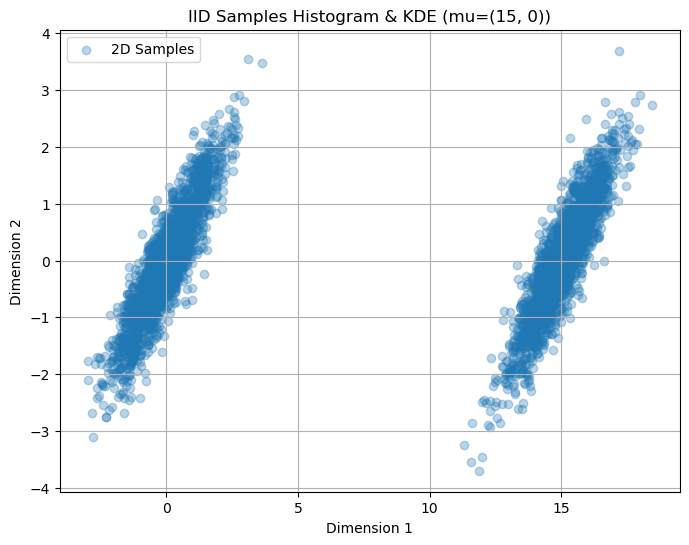 IID Samples Histogram & KDE (mu=(15, 0))
2D Samples
Dimension 2
4
3
2
1
0
−1
−2
−3
−4
0 5 10 15
Dimension 1